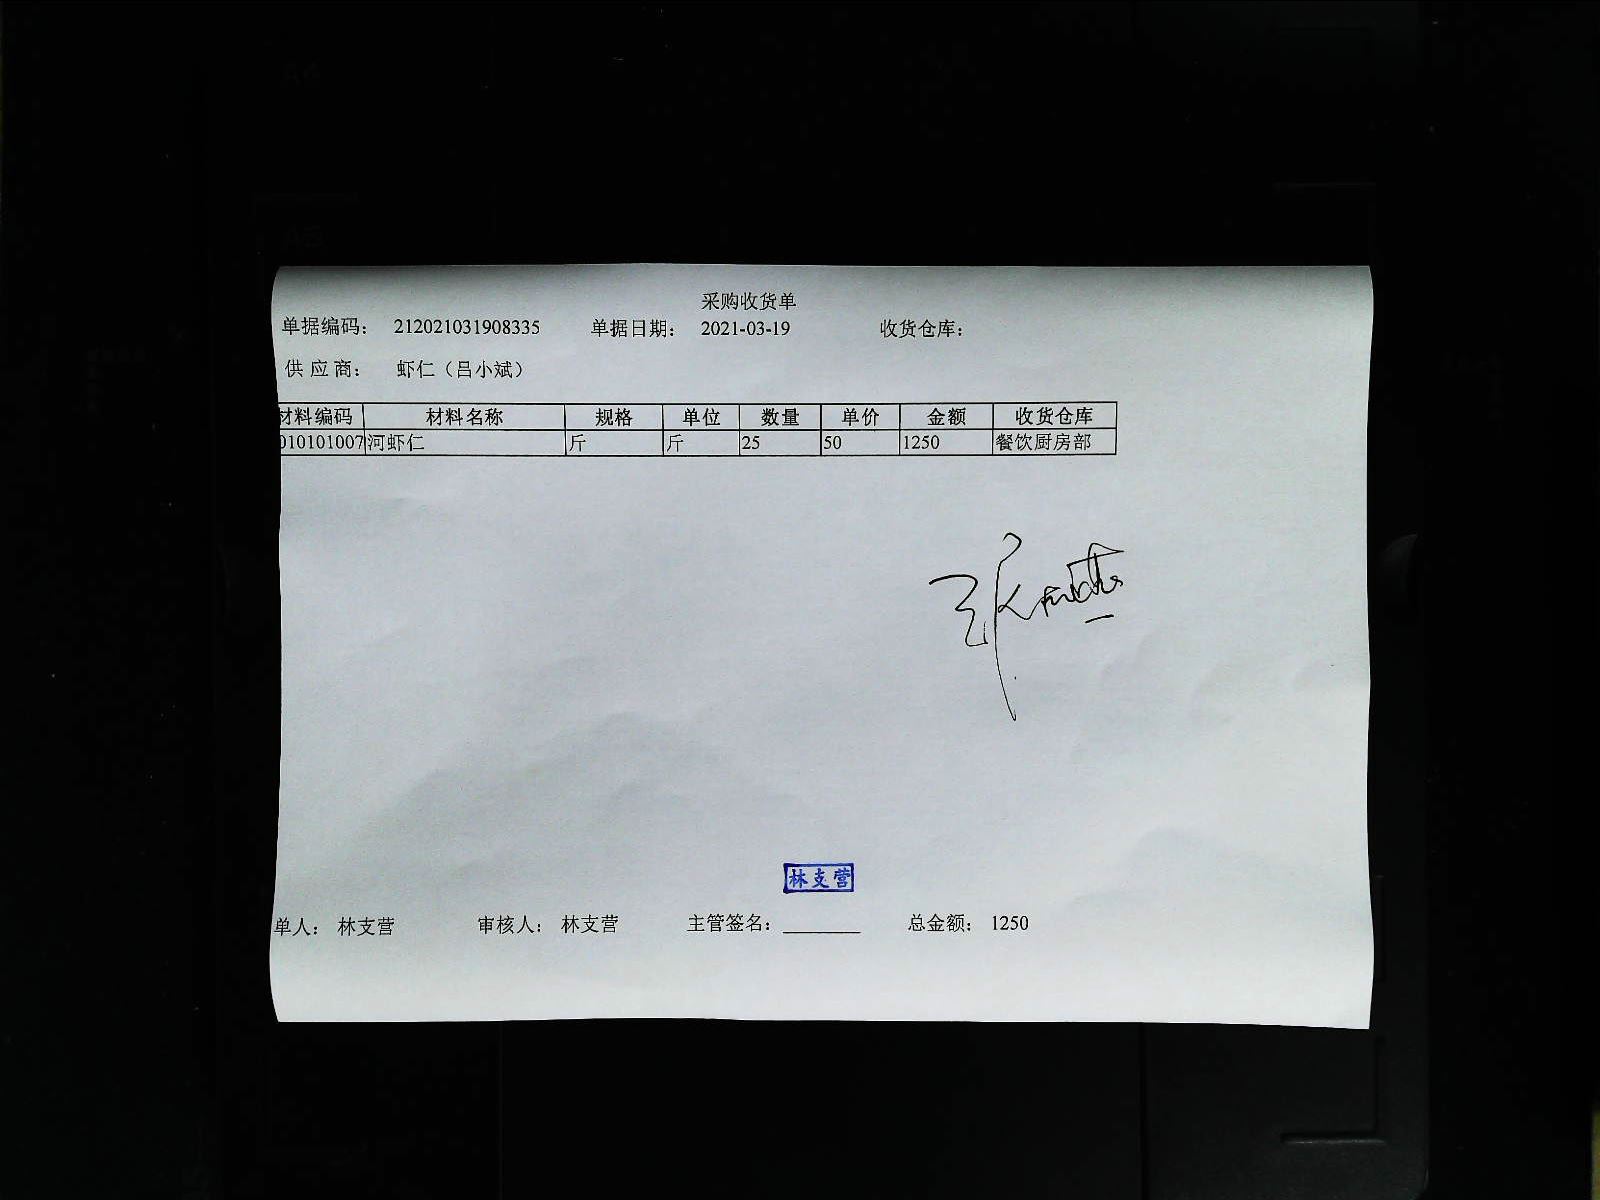 采购收货单
单据编码： 212021031908335 单据日期： 2021-03-19 收货仓库：
供应商： 虾仁（吕小斌）
材料编码 材料名称 规格 单位 数量 单价 金额 收货仓库
010101007 河虾仁 斤 斤 25 50 1250 餐饮厨房部
林支营
单人： 林支营 审核人： 林支营 主管签名： 总金额： 1250